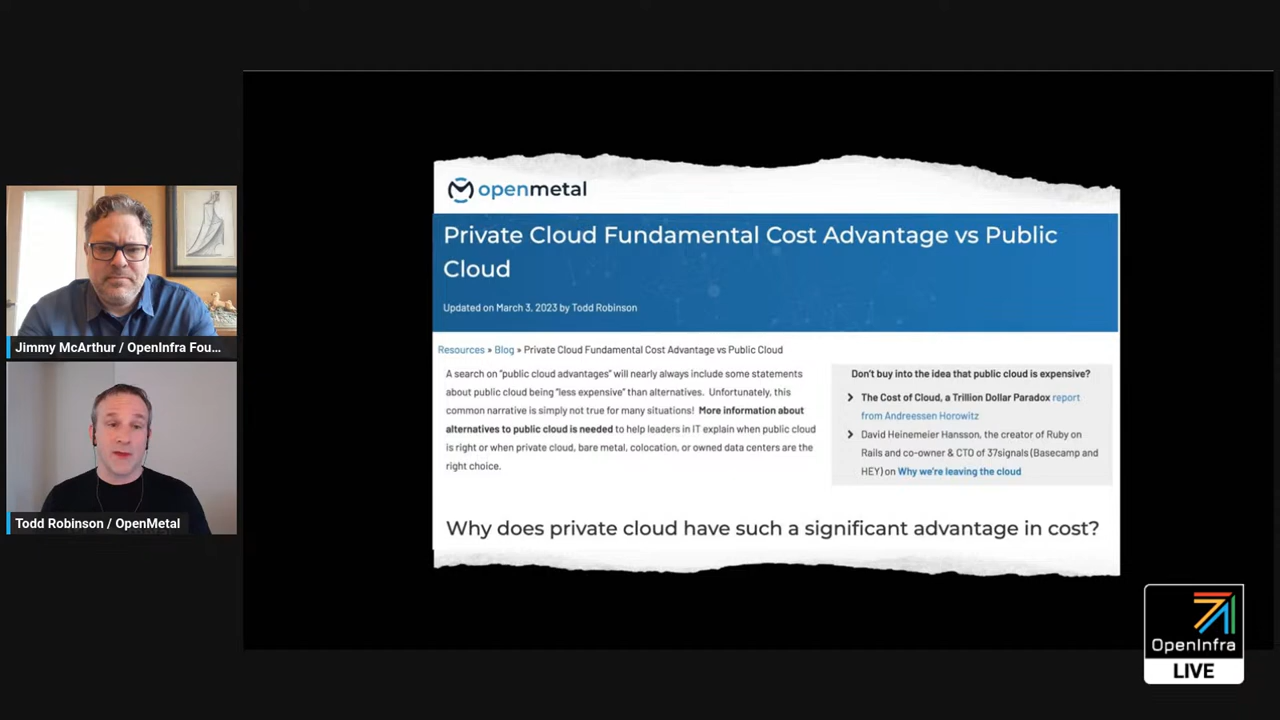 Jimmy McArthur / OpenInfra Fou...
Todd Robinson / OpenMetal
openmetal
Private Cloud Fundamental Cost Advantage vs Public
Cloud
Updated on March 3, 2023 by Todd Robinson
Resources » Blog » Private Cloud Fundamental Cost Advantage vs Public Cloud
A search on "public cloud advantages" will nearly always include some statements
about public cloud being "less expensive" than alternatives. Unfortunately, this
common narrative is simply not true for many situations! More information about
alternatives to public cloud is needed to help leaders in IT explain when public cloud
is right or when private cloud, bare metal, colocation, or owned data centers are the
right choice.
Don't buy into the idea that public cloud is expensive?
The Cost of Cloud, a Trillion Dollar Paradox report
from Andreessen Horowitz
David Heinemeier Hansson, the creator of Ruby on
Rails and co-owner & CTO of 37signals (Basecamp and
HEY) on Why we're leaving the cloud
Why does private cloud have such a significant advantage in cost?
OpenInfra
LIVE